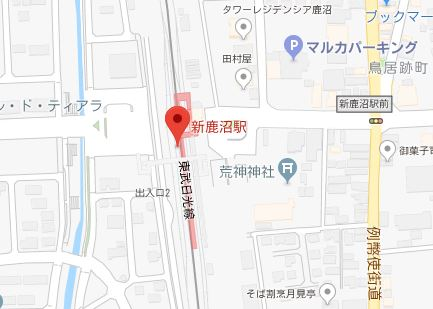 タワーレジデンシア鹿沼
ブックマー
田村屋
マルカパーキング
鳥居跡町
ル・ド・ティアラ
新鹿沼駅前
新鹿沼駅
御菓子
荒神神社
東武日光線
出入口2
例幣使街道
そば割烹月見亭